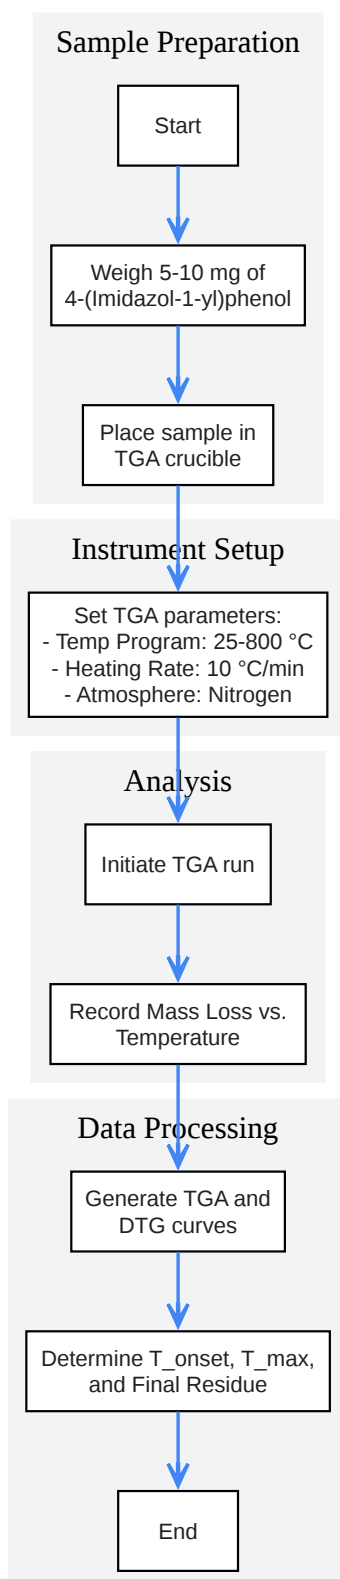 Sample Preparation
Start
Weigh 5-10 mg of
4-(Imidazol-1-yl)phenol
Place sample in
TGA crucible
Instrument Setup
Set TGA parameters:
- Temp Program: 25-800 °C
- Heating Rate: 10 °C/min
- Atmosphere: Nitrogen
Analysis
Initiate TGA run
Record Mass Loss vs.
Temperature
Data Processing
Generate TGA and
DTG curves
Determine T_onset, T_max,
and Final Residue
End